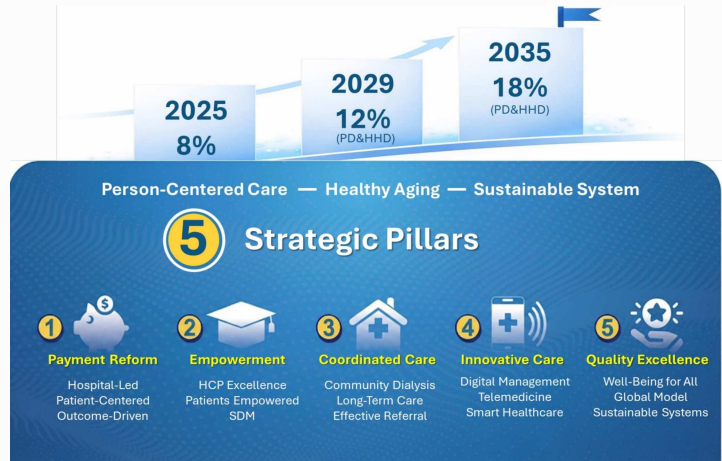 2025
8%
2029
12%
(PD&HHD)
2035
18%
(PD&HHD)
Person-Centered Care — Healthy Aging — Sustainable System
5 Strategic Pillars
1
Payment Reform
Hospital-Led
Patient-Centered
Outcome-Driven
2
Empowerment
HCP Excellence
Patients Empowered
SDM
3
Coordinated Care
Community Dialysis
Long-Term Care
Effective Referral
4
Innovative Care
Digital Management
Telemedicine
Smart Healthcare
5
Quality Excellence
Well-Being for All
Global Model
Sustainable Systems